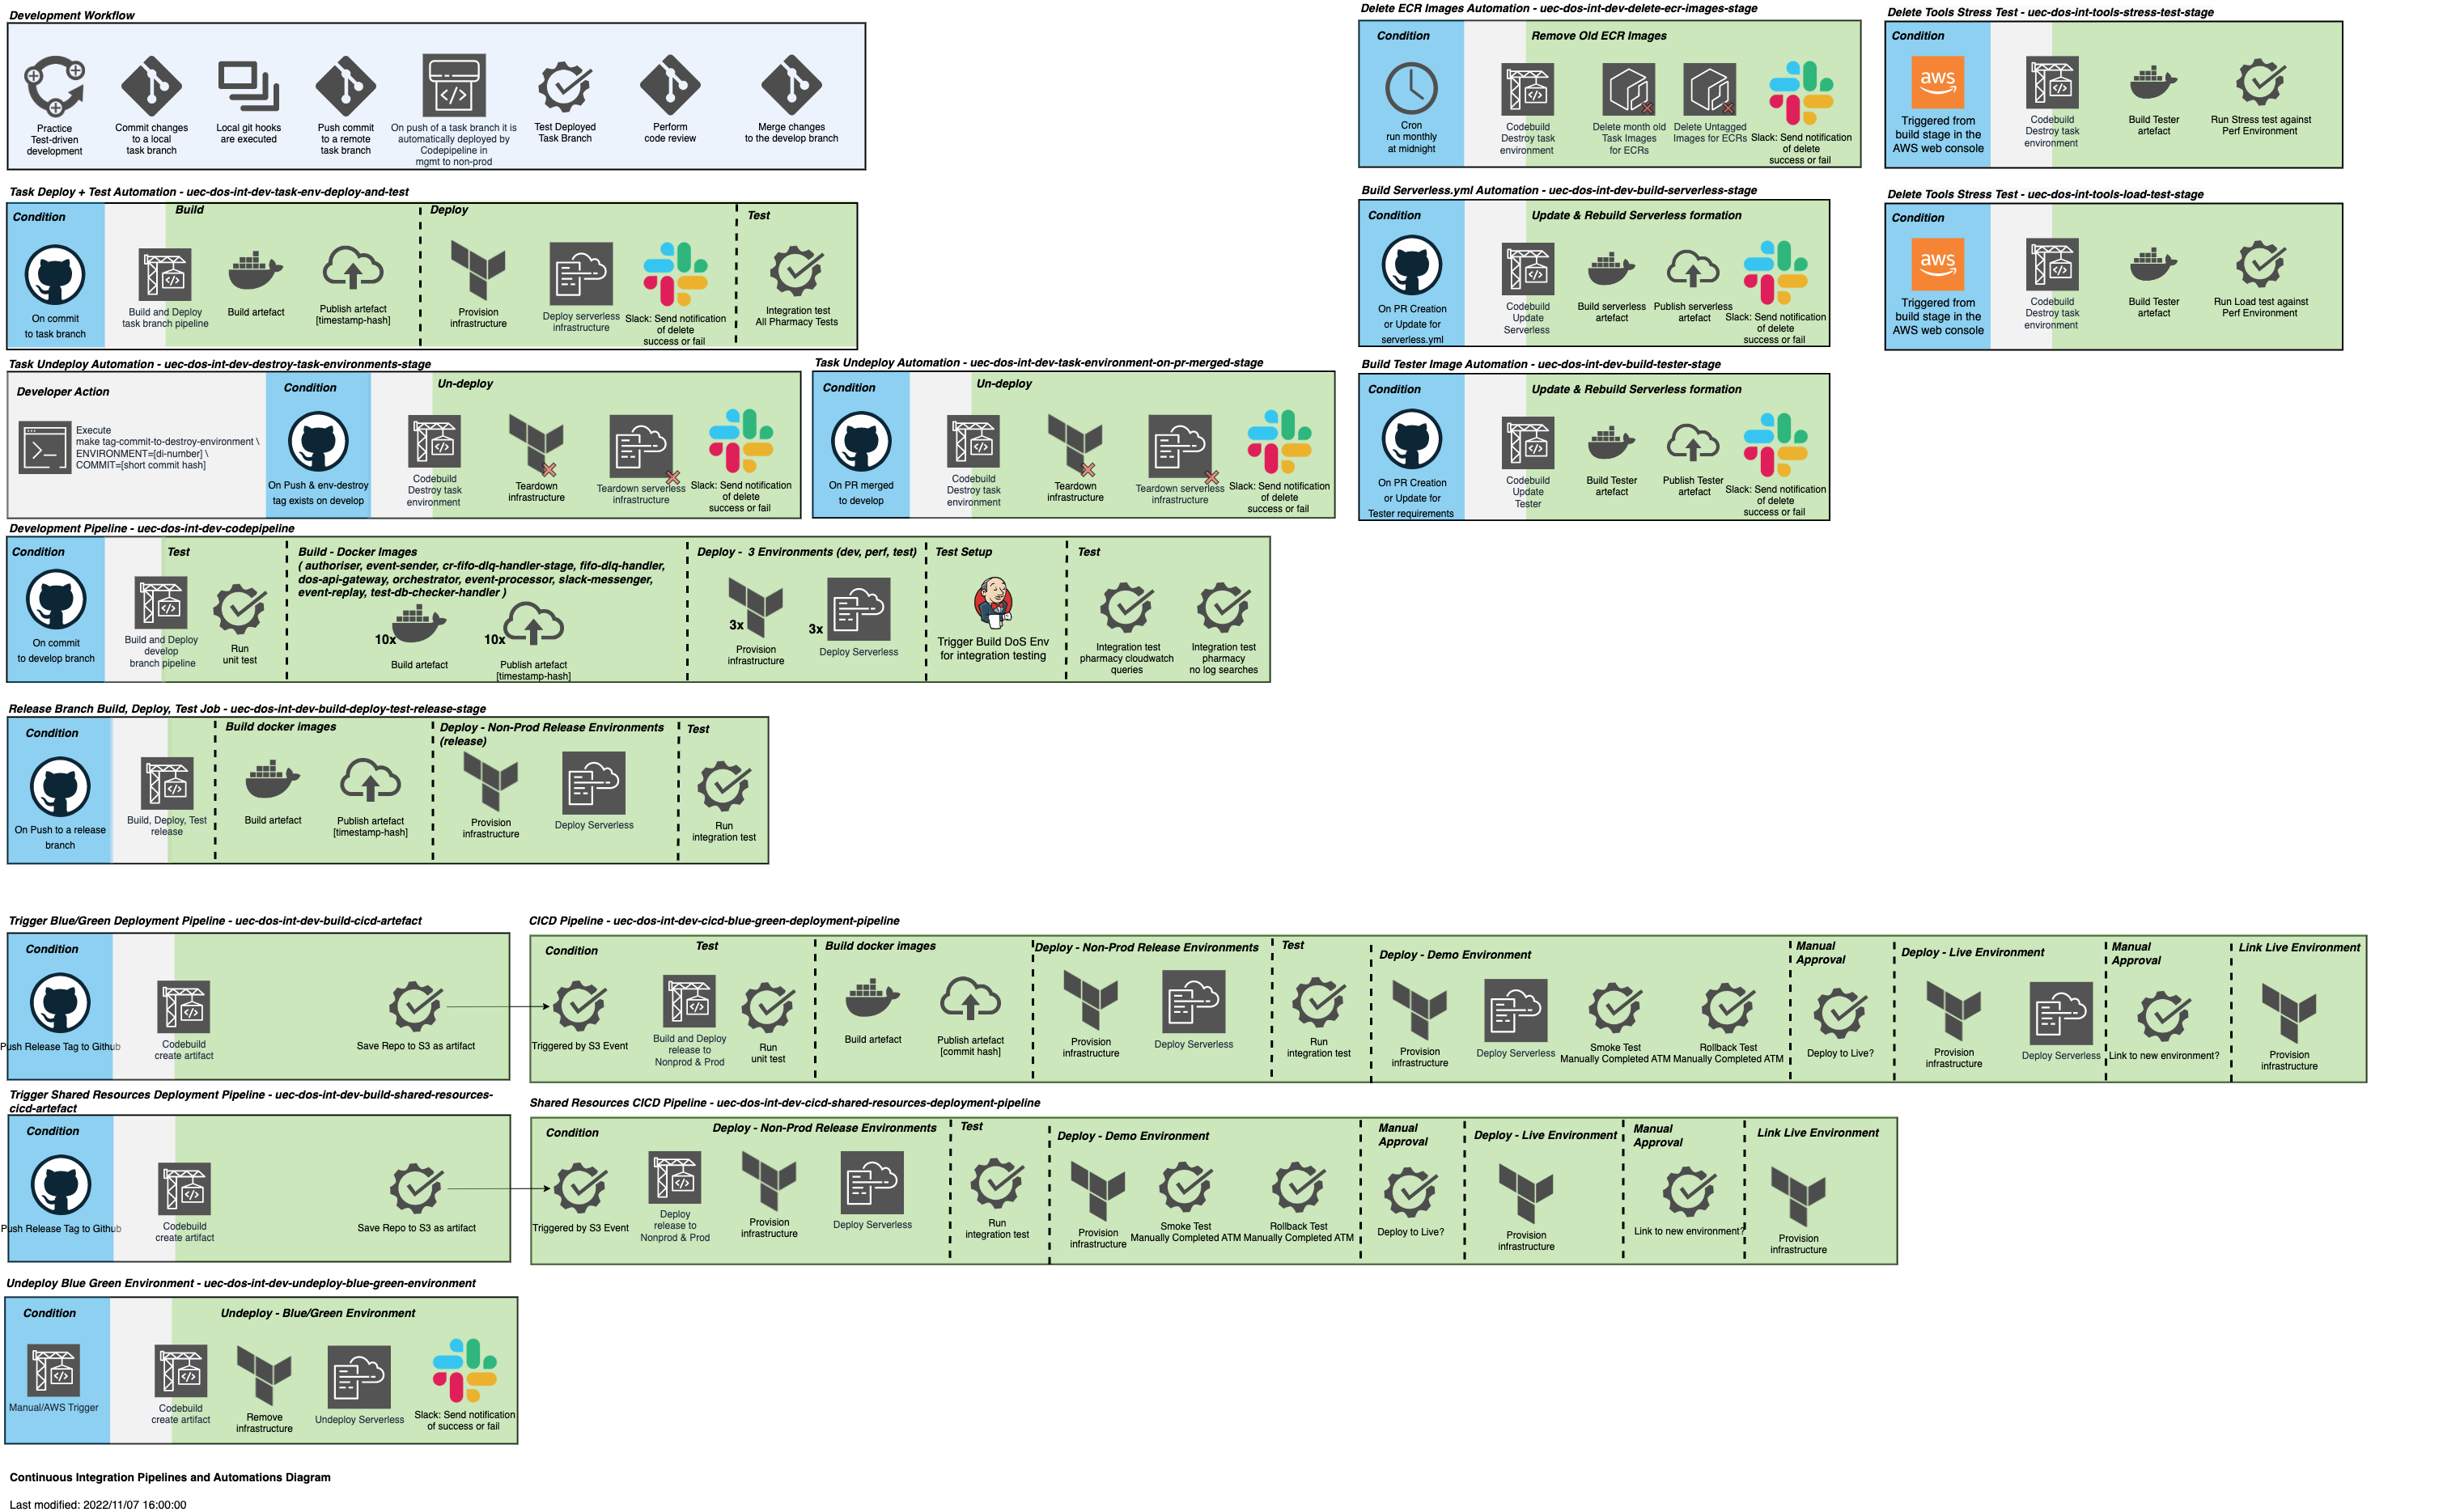 Development Workflow
Practice
Test-driven
development
Commit changes
to a local
task branch
Local git hooks
are executed
Push commit
to a remote
task branch
On push of a task branch it is
automatically deployed by
Codepipeline in
mgmt to non-prod
Test Deployed
Task Branch
Perform
code review
Merge changes
to the develop branch
Delete ECR Images Automation - uec-dos-int-dev-delete-ecr-images-stage
Condition
Remove Old ECR Images
Cron
run monthly
at midnight
Codebuild
Destroy task
environment
Delete month old
Task Images
for ECRs
Delete Untagged
Images for ECRs
Slack: Send notification
of delete
success or fail
Delete Tools Stress Test - uec-dos-int-tools-stress-test-stage
Condition
aws
Triggered from
build stage in the
AWS web console
Codebuild
Destroy task
environment
Build Tester
artefact
Run Stress test against
Perf Environment
Task Deploy + Test Automation - uec-dos-int-dev-task-env-deploy-and-test
Condition
Build
Deploy
Test
On commit
to task branch
Build and Deploy
task branch pipeline
Build artefact
Publish artefact
[timestamp-hash]
Provision
infrastructure
Deploy serverless
infrastructure
Slack: Send notification
of delete
success or fail
Integration test
All Pharmacy Tests
Build Serverless.yml Automation - uec-dos-int-dev-build-serverless-stage
Condition
Update & Rebuild Serverless formation
On PR Creation
or Update for
serverless.yml
Codebuild
Update
Serverless
Build serverless
artefact
Publish serverless
artefact
Slack: Send notification
of delete
success or fail
Delete Tools Stress Test - uec-dos-int-tools-load-test-stage
Condition
aws
Triggered from
build stage in the
AWS web console
Codebuild
Destroy task
environment
Build Tester
artefact
Run Load test against
Perf Environment
Task Undeploy Automation - uec-dos-int-dev-destroy-task-environments-stage
Developer Action
Execute
make tag-commit-to-destroy-environment \
ENVIRONMENT=[di-number] \
COMMIT=[short commit hash]
Condition
Un-deploy
On Push & env-destroy
tag exists on develop
Codebuild
Destroy task
environment
Teardown
infrastructure
Teardown serverless
infrastructure
Slack: Send notification
of delete
success or fail
Task Undeploy Automation - uec-dos-int-dev-task-environment-on-pr-merged-stage
Condition
Un-deploy
On PR merged
to develop
Codebuild
Destroy task
environment
Teardown
infrastructure
Teardown serverless
infrastructure
Slack: Send notification
of delete
success or fail
Build Tester Image Automation - uec-dos-int-dev-build-tester-stage
Condition
Update & Rebuild Serverless formation
On PR Creation
or Update for
Tester requirements
Codebuild
Update
Tester
Build Tester
artefact
Publish Tester
artefact
Slack: Send notification
of delete
success or fail
Development Pipeline - uec-dos-int-dev-codepipeline
Condition
Test
Build - Docker Images
( authoriser, event-sender, cr-fifo-dlq-handler-stage, fifo-dlq-handler,
dos-api-gateway, orchestrator, event-processor, slack-messenger,
event-replay, test-db-checker-handler )
Deploy -  3 Environments (dev, perf, test)
Test Setup
Test
On commit
to develop branch
Build and Deploy
develop
branch pipeline
Run
unit test
10x
Build artefact
10x
Publish artefact
[timestamp-hash]
3x
Provision
infrastructure
3x
Deploy Serverless
Trigger Build DoS Env
for integration testing
Integration test
pharmacy cloudwatch
queries
Integration test
pharmacy
no log searches
Release Branch Build, Deploy, Test Job - uec-dos-int-dev-build-deploy-test-release-stage
Condition
Build docker images
Deploy - Non-Prod Release Environments
(release)
Test
On Push to a release
branch
Build, Deploy, Test
release
Build artefact
Publish artefact
[timestamp-hash]
Provision
infrastructure
Deploy Serverless
Run
integration test
Trigger Blue/Green Deployment Pipeline - uec-dos-int-dev-build-cicd-artefact
Condition
Push Release Tag to Github
Codebuild
create artifact
Save Repo to S3 as artifact
CICD Pipeline - uec-dos-int-dev-cicd-blue-green-deployment-pipeline
Condition
Test
Build docker images
Deploy - Non-Prod Release Environments
Test
Deploy - Demo Environment
Manual
Approval
Deploy - Live Environment
Manual
Approval
Link Live Environment
Triggered by S3 Event
Build and Deploy
release to
Nonprod & Prod
Run
unit test
Build artefact
Publish artefact
[commit hash]
Provision
infrastructure
Deploy Serverless
Run
integration test
Provision
infrastructure
Deploy Serverless
Smoke Test
Manually Completed ATM
Rollback Test
Manually Completed ATM
Deploy to Live?
Provision
infrastructure
Deploy Serverless
Link to new environment?
Provision
infrastructure
Trigger Shared Resources Deployment Pipeline - uec-dos-int-dev-build-shared-resources-
cicd-artefact
Condition
Push Release Tag to Github
Codebuild
create artifact
Save Repo to S3 as artifact
Shared Resources CICD Pipeline - uec-dos-int-dev-cicd-shared-resources-deployment-pipeline
Condition
Deploy - Non-Prod Release Environments
Test
Deploy - Demo Environment
Manual
Approval
Deploy - Live Environment
Manual
Approval
Link Live Environment
Triggered by S3 Event
Deploy
release to
Nonprod & Prod
Provision
infrastructure
Deploy Serverless
Run
integration test
Provision
infrastructure
Smoke Test
Manually Completed ATM
Rollback Test
Manually Completed ATM
Deploy to Live?
Provision
infrastructure
Link to new environment?
Provision
infrastructure
Undeploy Blue Green Environment - uec-dos-int-dev-undeploy-blue-green-environment
Condition
Undeploy - Blue/Green Environment
Manual/AWS Trigger
Codebuild
create artifact
Remove
infrastructure
Undeploy Serverless
Slack: Send notification
of success or fail
Continuous Integration Pipelines and Automations Diagram
Last modified: 2022/11/07 16:00:00